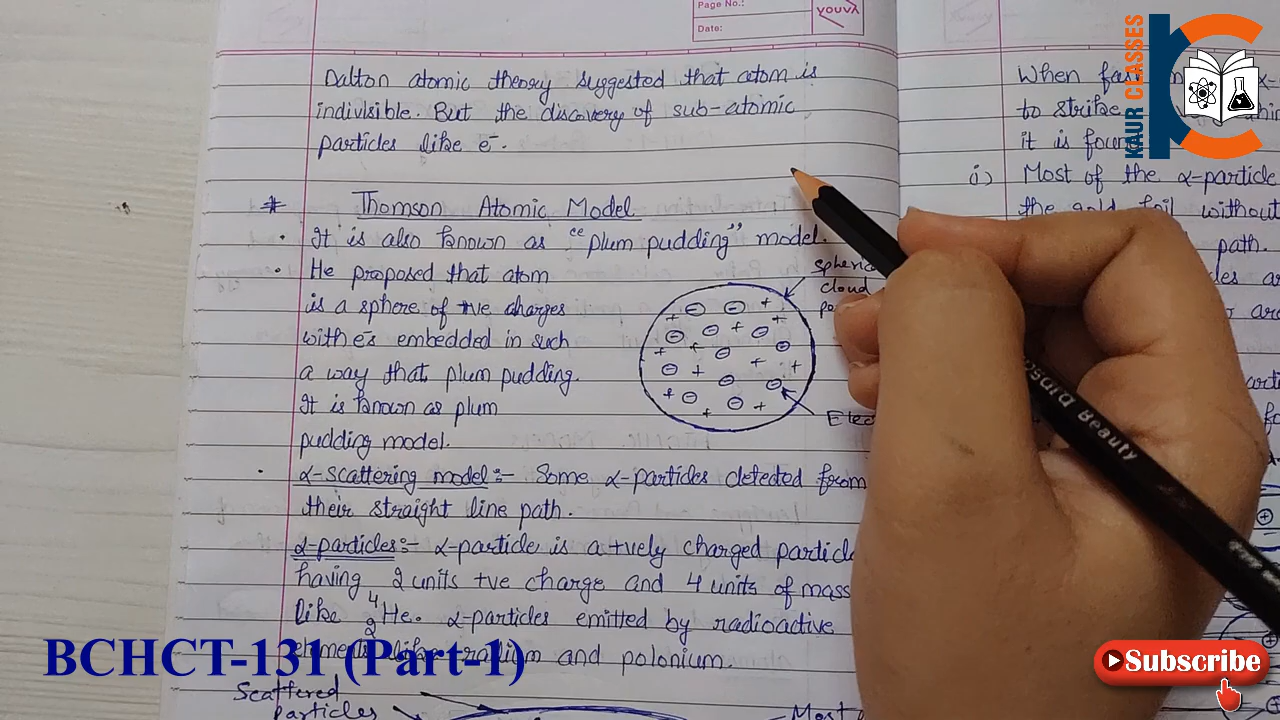 Page No.:
Date:
YOUVA
KAUR CLASSES
Dalton atomic theory suggested that atom is
indivisible. But the discovery of sub-atomic
particles like e⁻.
* Thomson Atomic Model
• It is also known as "plum pudding" model.
• He proposed that atom
is a sphere of +ve charges
with e⁻s embedded in such
a way that plum pudding.
It is known as plum
pudding model.
cloud
• α-scattering model:- Some α-particles detected from
their straight line path.
α-particles:- α-particle is a +vely charged
having 2 units +ve charge and 4 units of mass
like ⁴₂He. α-particles emitted by radioactive
and polonium.
Scattered
particles
Most
When
to strike
it is
i) Most of the α-particle
the gold foil without
path.
BCHCT-131 (Part-1)
Subscribe